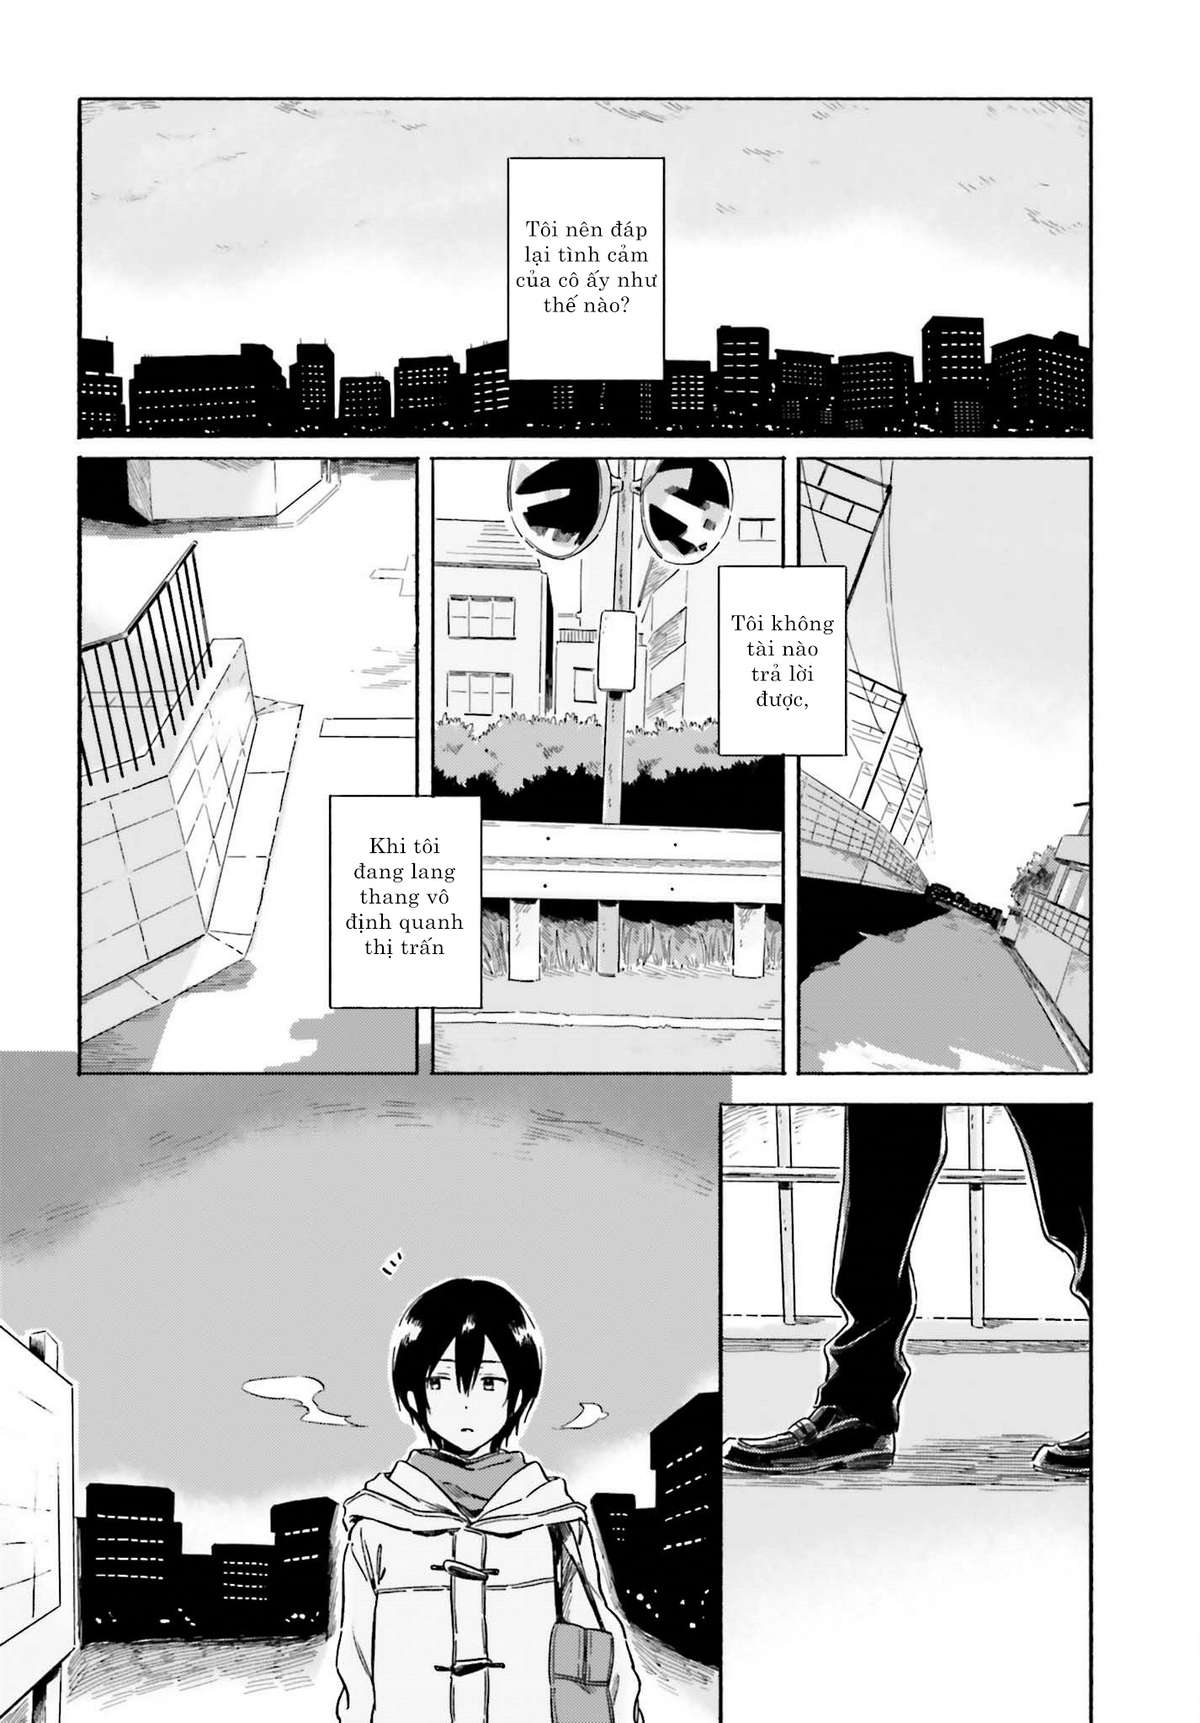 Tôi nên đáp
lại tình cảm
của cô ấy như
thế nào?
Tôi không
tài nào
trả lời
được,
Khi tôi
đang lang
thang vô
định quanh
thị trấn